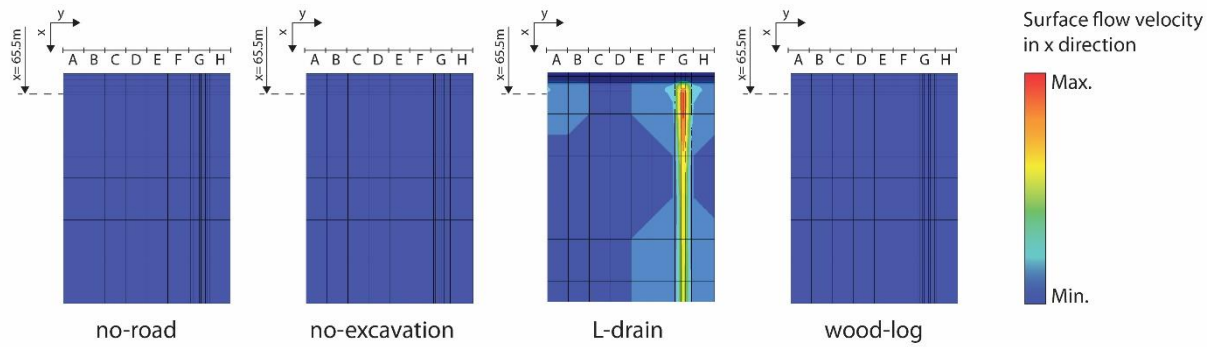 y
x
x= 65.5m
A B C D E F G H
no-road
y
x
x= 65.5m
A B C D E F G H
no-excavation
y
x
x= 65.5m
A B C D E F G H
L-drain
y
x
x= 65.5m
A B C D E F G H
wood-log
Surface flow velocity
in x direction
Max.
Min.